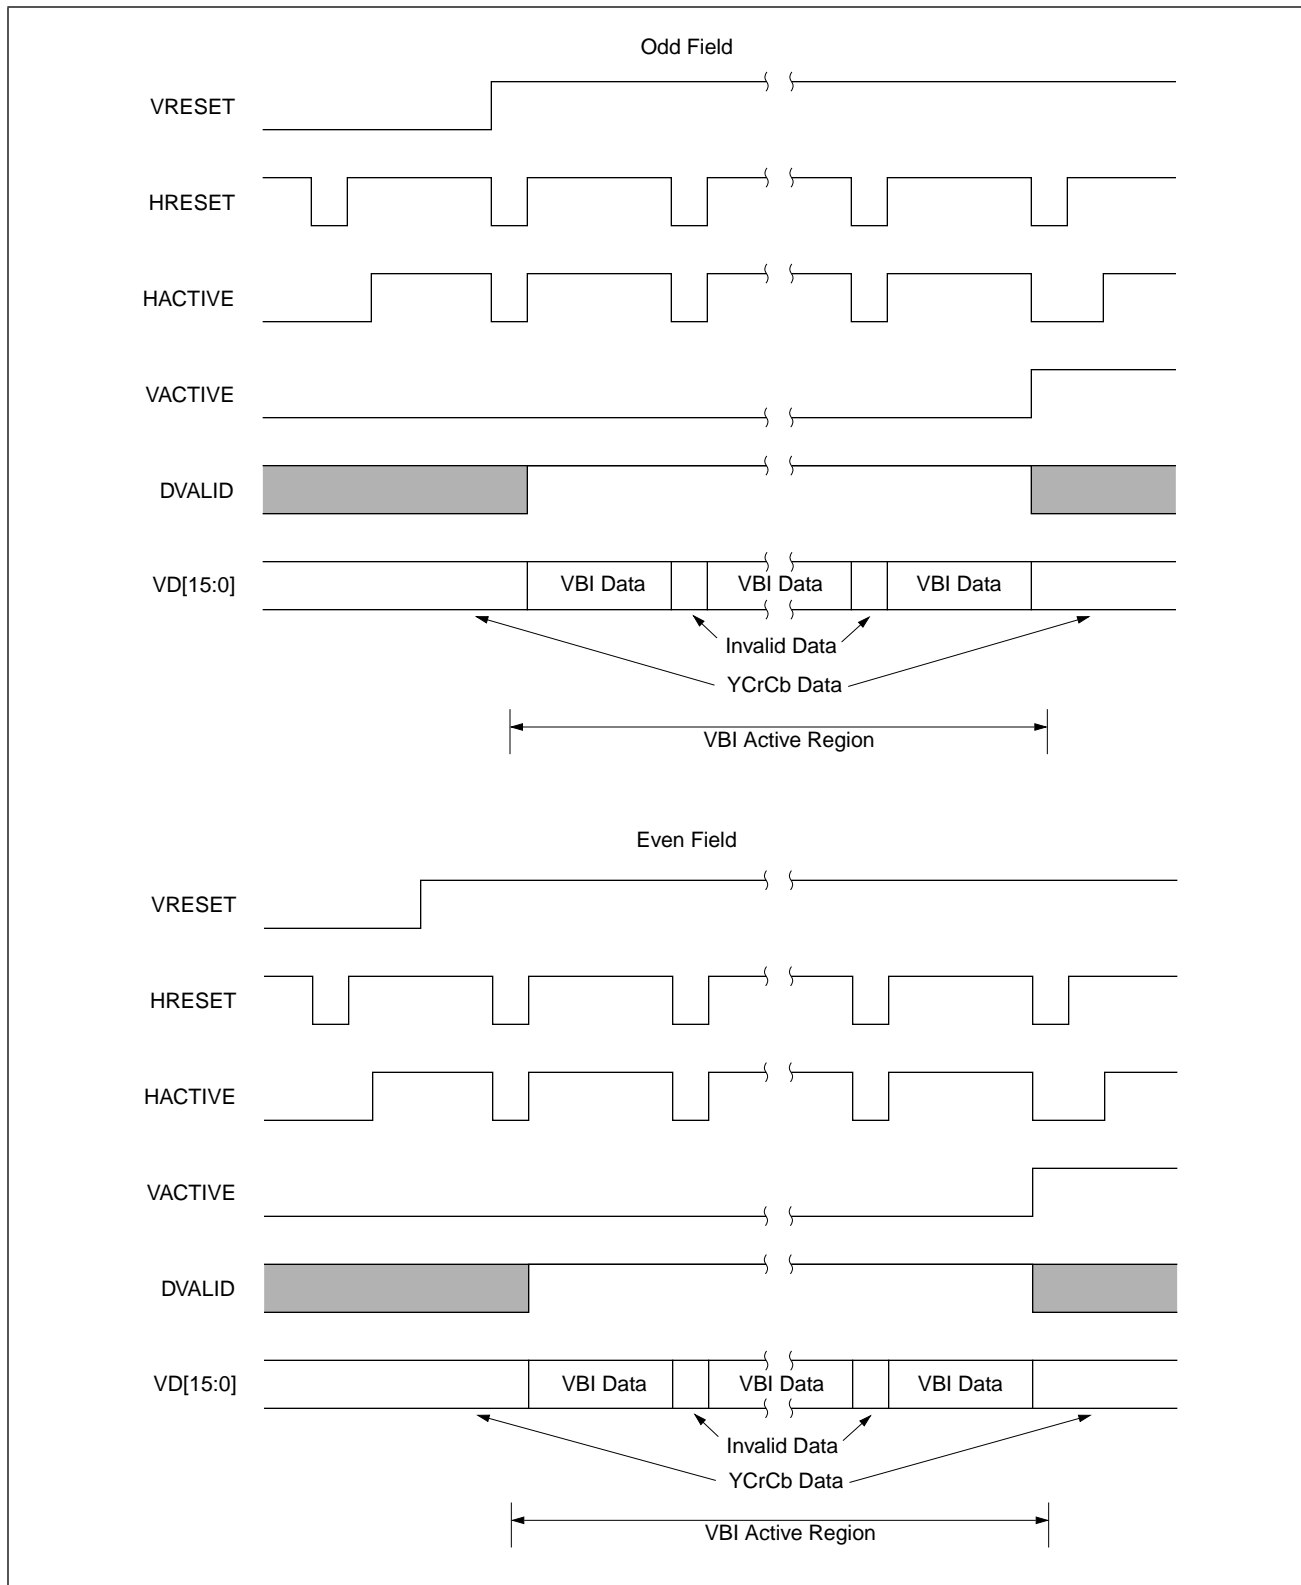 Odd Field
VRESET
HRESET
HACTIVE
VACTIVE
DVALID
VD[15:0]
VBI Data
VBI Data
VBI Data
Invalid Data
YCrCb Data
VBI Active Region
Even Field
VRESET
HRESET
HACTIVE
VACTIVE
DVALID
VD[15:0]
VBI Data
VBI Data
VBI Data
Invalid Data
YCrCb Data
VBI Active Region